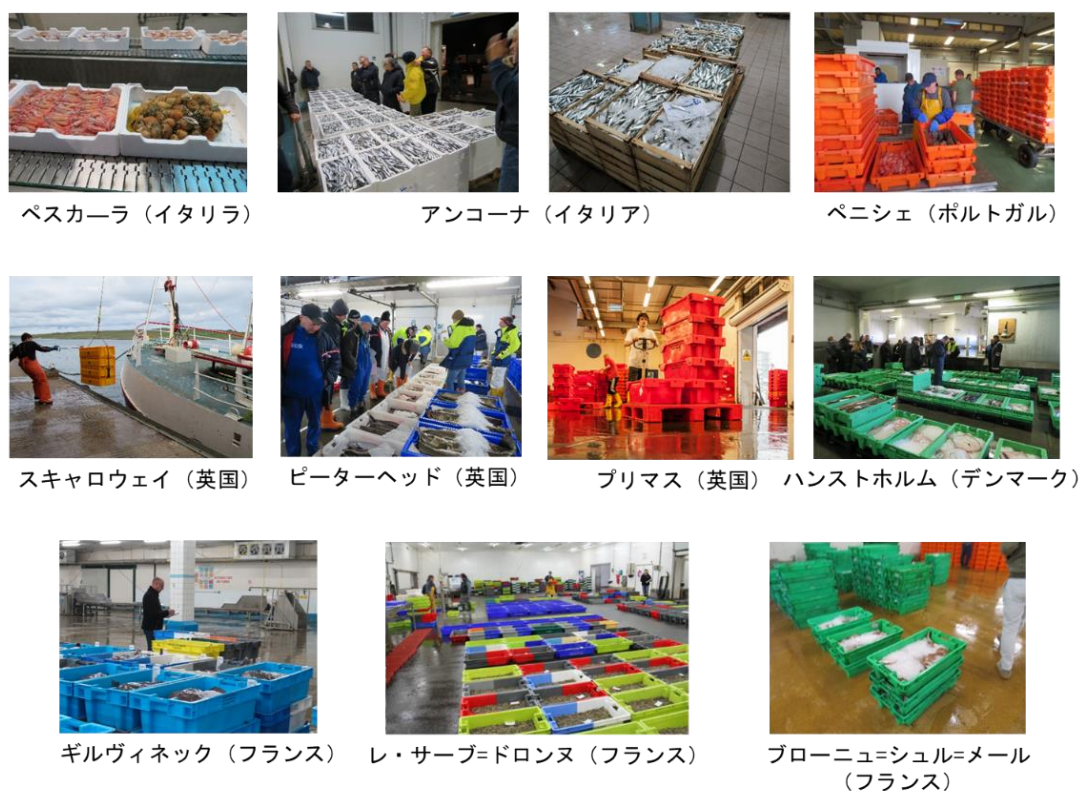 ペスカーラ（イタリラ）
アンコーナ（イタリア）
ペニシェ（ポルトガル）
スキャロウェイ（英国）
ピーターヘッド（英国）
プリマス（英国）
ハンストホルム（デンマーク）
ギルヴィネック（フランス）
レ・サーブ=ドロンヌ（フランス）
ブローニュ=シュル=メール
（フランス）